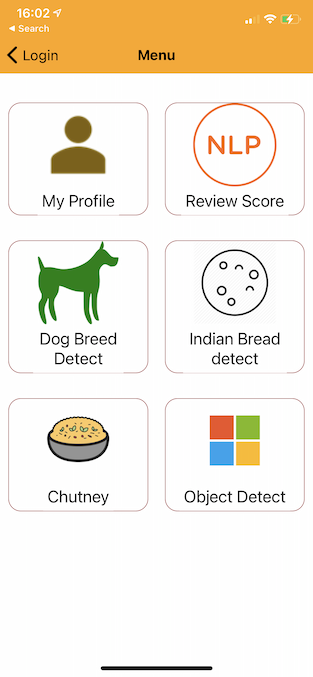 16:02
Search
Login
Menu
NLP
My Profile
Review Score
Dog Breed
Detect
Indian Bread
detect
Chutney
Object Detect